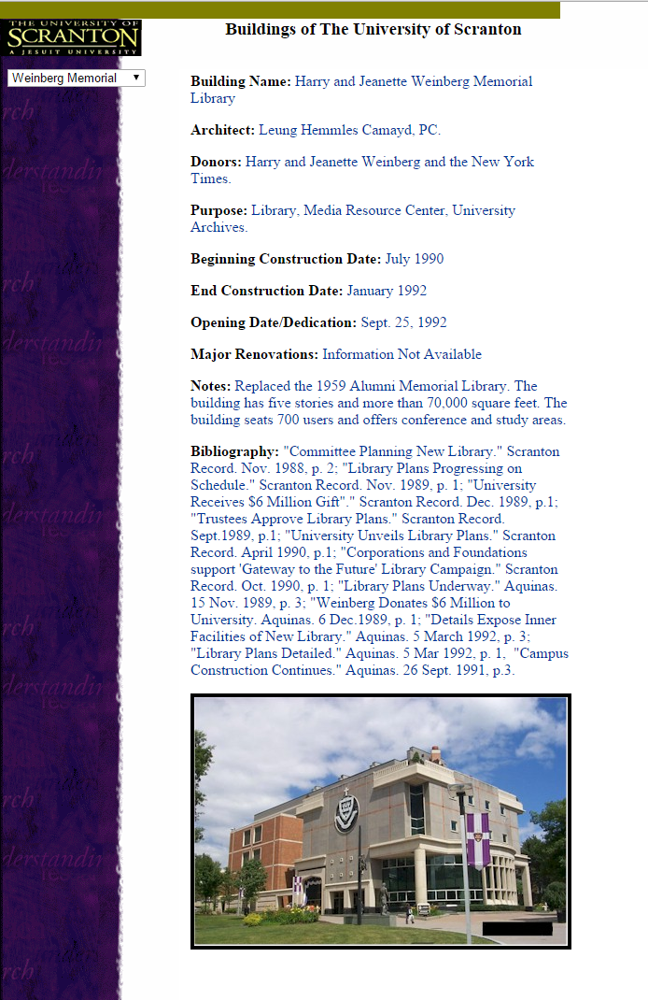 THE UNIVERSITY OF
SCRANTON
A JESUIT UNIVERSITY
Buildings of The University of Scranton
Weinberg Memorial
Building Name: Harry and Jeanette Weinberg Memorial
Library
Architect: Leung Hemmles Camayd, PC.
Donors: Harry and Jeanette Weinberg and the New York
Times.
Purpose: Library, Media Resource Center, University
Archives.
Beginning Construction Date: July 1990
End Construction Date: January 1992
Opening Date/Dedication: Sept. 25, 1992
Major Renovations: Information Not Available
Notes: Replaced the 1959 Alumni Memorial Library. The
building has five stories and more than 70,000 square feet. The
building seats 700 users and offers conference and study areas.
Bibliography: "Committee Planning New Library." Scranton
Record. Nov. 1988, p. 2; "Library Plans Progressing on
Schedule." Scranton Record. Nov. 1989, p. 1; "University
Receives $6 Million Gift"." Scranton Record. Dec. 1989, p.1;
"Trustees Approve Library Plans." Scranton Record.
Sept.1989, p.1; "University Unveils Library Plans." Scranton
Record. April 1990, p.1; "Corporations and Foundations
support 'Gateway to the Future' Library Campaign." Scranton
Record. Oct. 1990, p. 1; "Library Plans Underway." Aquinas.
15 Nov. 1989, p. 3; "Weinberg Donates $6 Million to
University. Aquinas. 6 Dec.1989, p. 1; "Details Expose Inner
Facilities of New Library." Aquinas. 5 March 1992, p. 3;
"Library Plans Detailed." Aquinas. 5 Mar 1992, p. 1, "Campus
Construction Continues." Aquinas. 26 Sept. 1991, p.3.